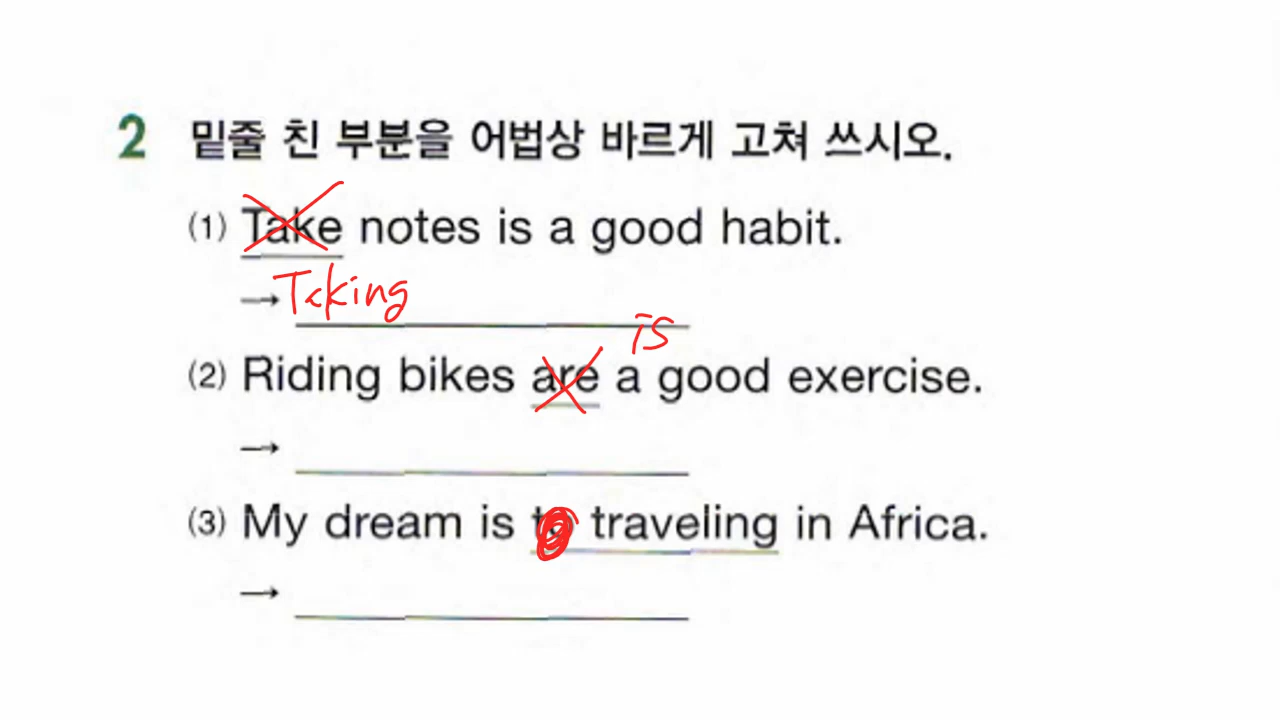 2 밑줄 친 부분을 어법상 바르게 고쳐 쓰시오.
(1) Take notes is a good habit.
→ Taking
is
(2) Riding bikes are a good exercise.
→
(3) My dream is to traveling in Africa.
→